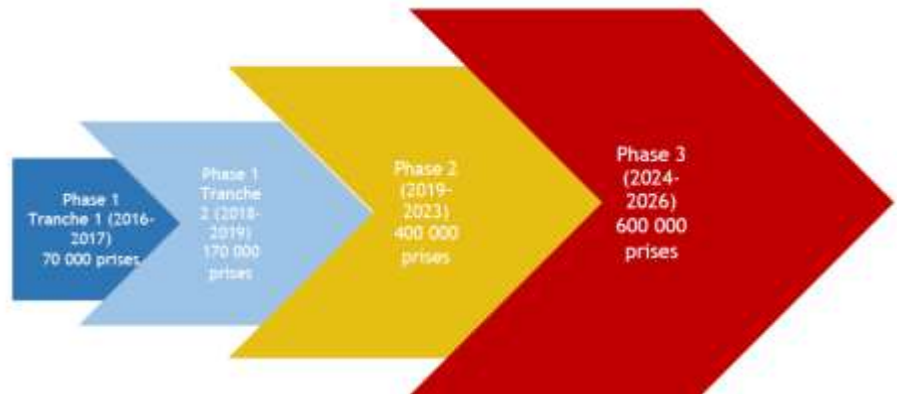 Phase 1
Tranche 1 (2016-
2017)
70 000 prises
Phase 1
Tranche
2 (2018-
2019)
170 000
prises
Phase 2
(2019-
2023)
400 000
prises
Phase 3
(2024-
2026)
600 000
prises